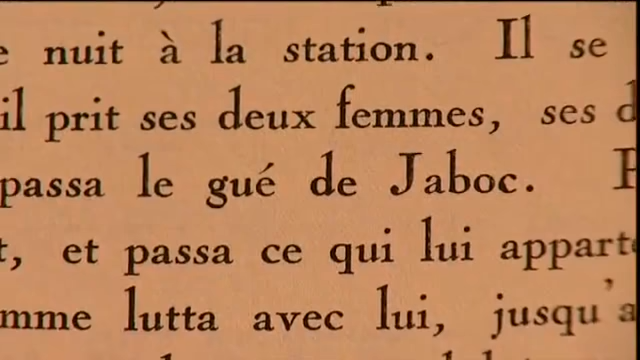 nuit à la station. Il se
il prit ses deux femmes, ses
passa le gué de Jaboc.
et passa ce qui lui apparte
mme lutta avec lui, jusqu'a